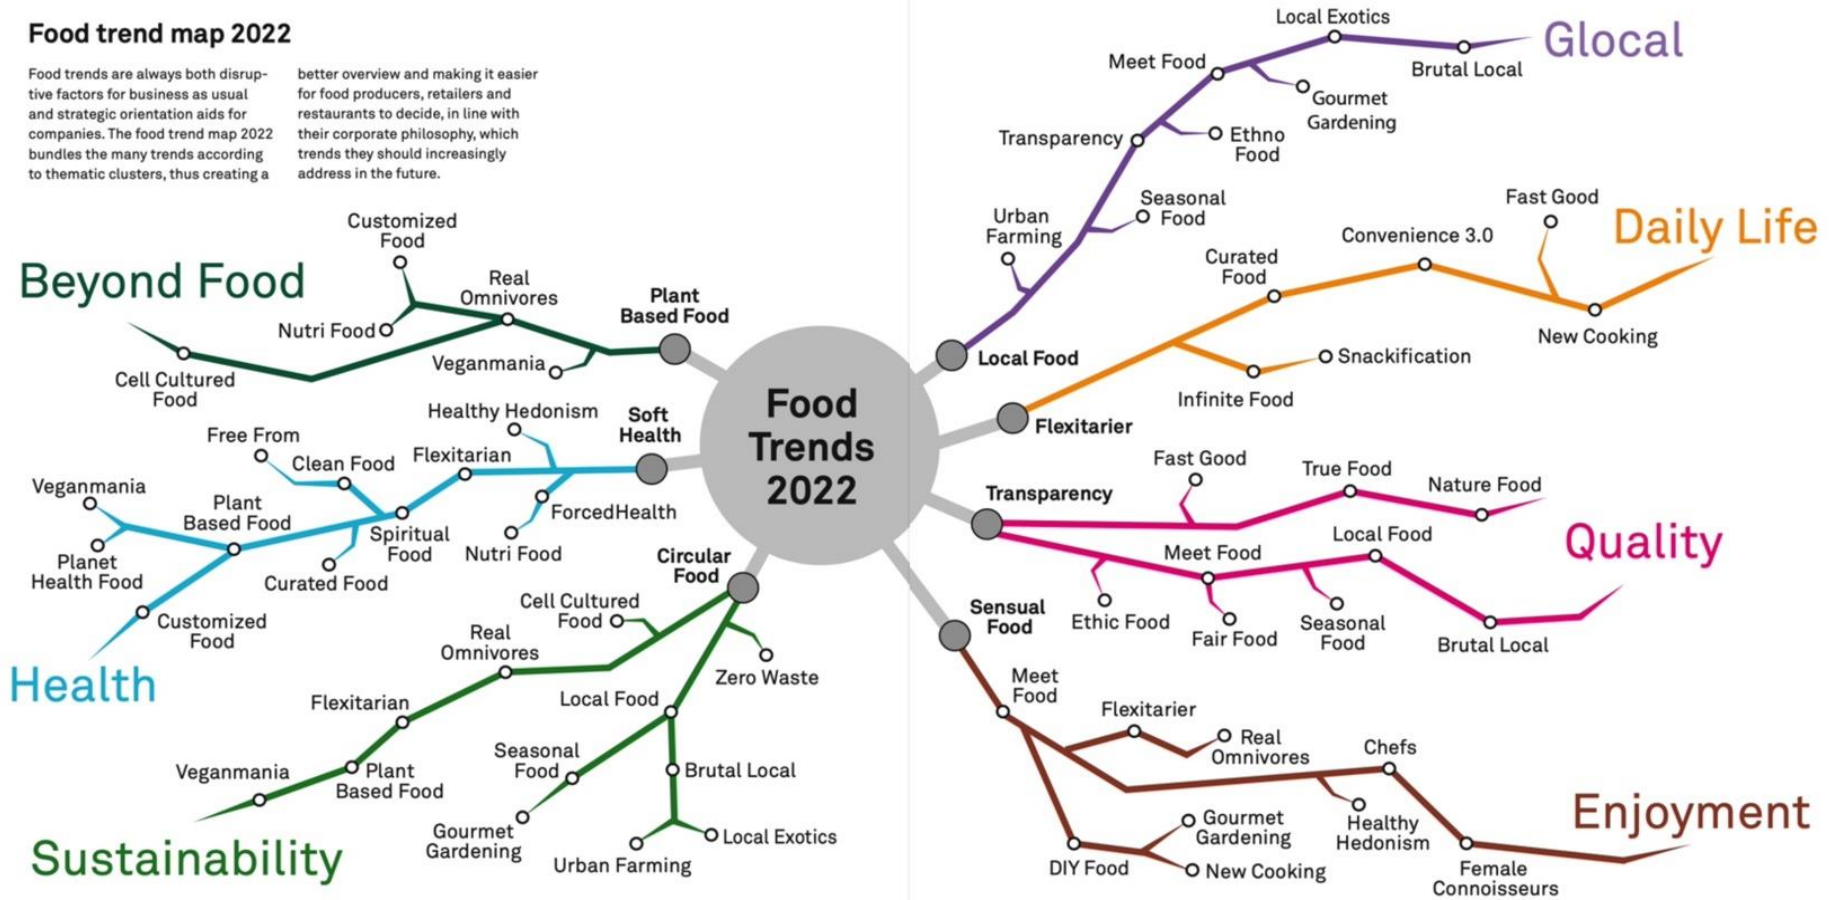 Food trend map 2022
Food trends are always both disrup-
tive factors for business as usual
and strategic orientation aids for
companies. The food trend map 2022
bundles the many trends according
to thematic clusters, thus creating a
better overview and making it easier
for food producers, retailers and
restaurants to decide, in line with
their corporate philosophy, which
trends they should increasingly
address in the future.
Food
Trends
2022
Beyond Food
Plant
Based Food
Veganmania
Real
Omnivores
Customized
Food
Nutri Food
Cell Cultured
Food
Health
Soft
Health
Healthy Hedonism
ForcedHealth
Nutri Food
Flexitarian
Spiritual
Food
Clean Food
Free From
Curated Food
Plant
Based Food
Veganmania
Planet
Health Food
Customized
Food
Sustainability
Circular
Food
Cell Cultured
Food
Real
Omnivores
Flexitarian
Plant
Based Food
Veganmania
Zero Waste
Local Food
Seasonal
Food
Gourmet
Gardening
Brutal Local
Urban Farming
Local Exotics
Glocal
Local Food
Urban
Farming
Seasonal
Food
Transparency
Ethno
Food
Meet Food
Gourmet
Gardening
Local Exotics
Brutal Local
Daily Life
Flexitarier
Infinite Food
Snackification
Curated
Food
Convenience 3.0
Fast Good
New Cooking
Quality
Transparency
Fast Good
True Food
Nature Food
Ethic Food
Meet Food
Fair Food
Seasonal
Food
Local Food
Brutal Local
Enjoyment
Sensual
Food
Meet
Food
Flexitarier
Real
Omnivores
DIY Food
Gourmet
Gardening
New Cooking
Chefs
Healthy
Hedonism
Female
Connoisseurs